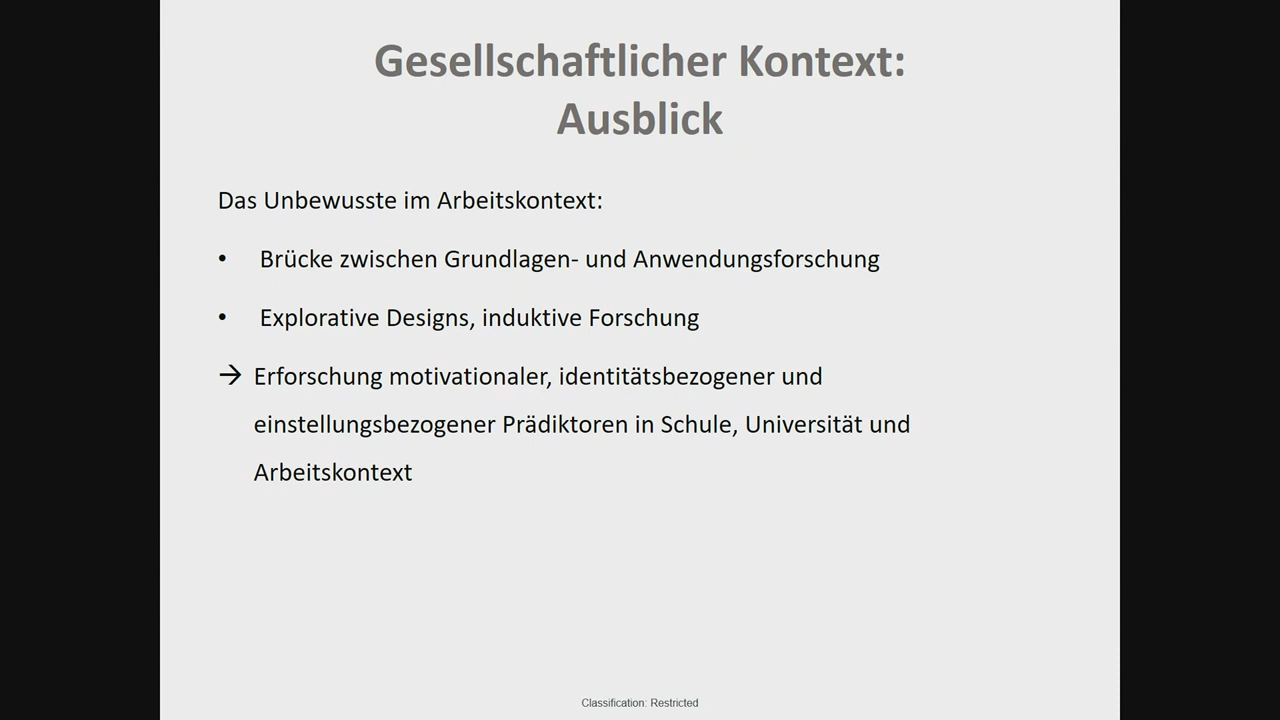 Gesellschaftlicher Kontext:
Ausblick
Das Unbewusste im Arbeitskontext:
• Brücke zwischen Grundlagen- und Anwendungsforschung
• Explorative Designs, induktive Forschung
→ Erforschung motivationaler, identitätsbezogener und
einstellungsbezogener Prädiktoren in Schule, Universität und
Arbeitskontext
Classification: Restricted